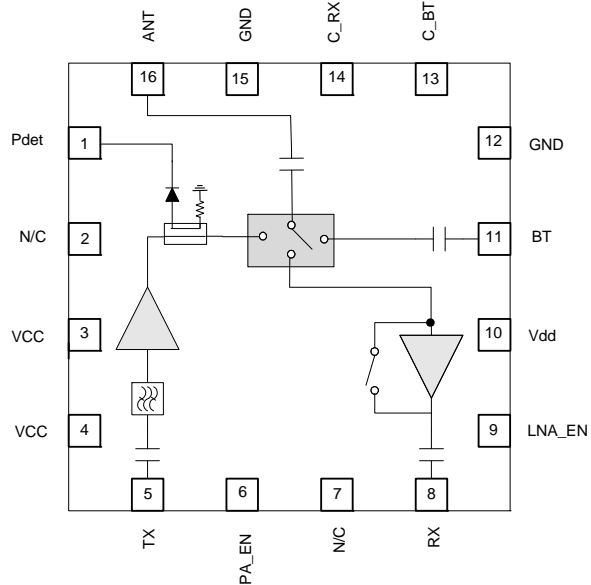 ANT
GND
C_RX
C_BT
16
15
14
13
Pdet
1
12
GND
N/C
2
11
BT
VCC
3
10
Vdd
VCC
4
9
LNA_EN
5
6
7
8
TX
PA_EN
N/C
RX